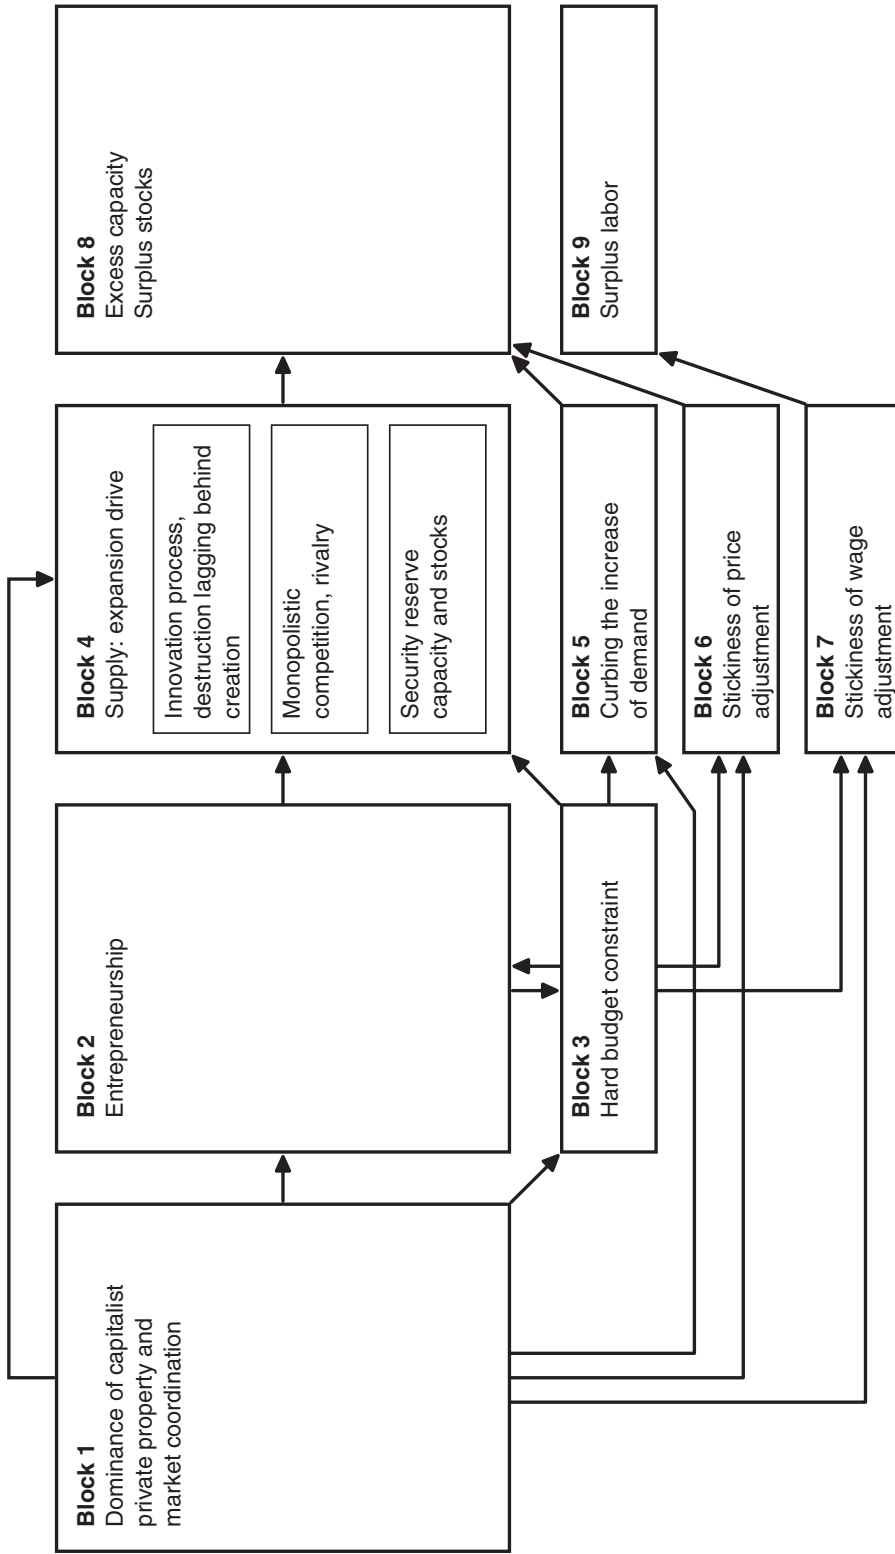 Block 1
Dominance of capitalist
private property and
market coordination
Block 2
Entrepreneurship
Block 3
Hard budget constraint
Block 4
Supply: expansion drive
Innovation process,
destruction lagging behind
creation
Monopolistic
competition, rivalry
Security reserve
capacity and stocks
Block 5
Curbing the increase
of demand
Block 6
Stickiness of price
adjustment
Block 7
Stickiness of wage
adjustment
Block 8
Excess capacity
Surplus stocks
Block 9
Surplus labor